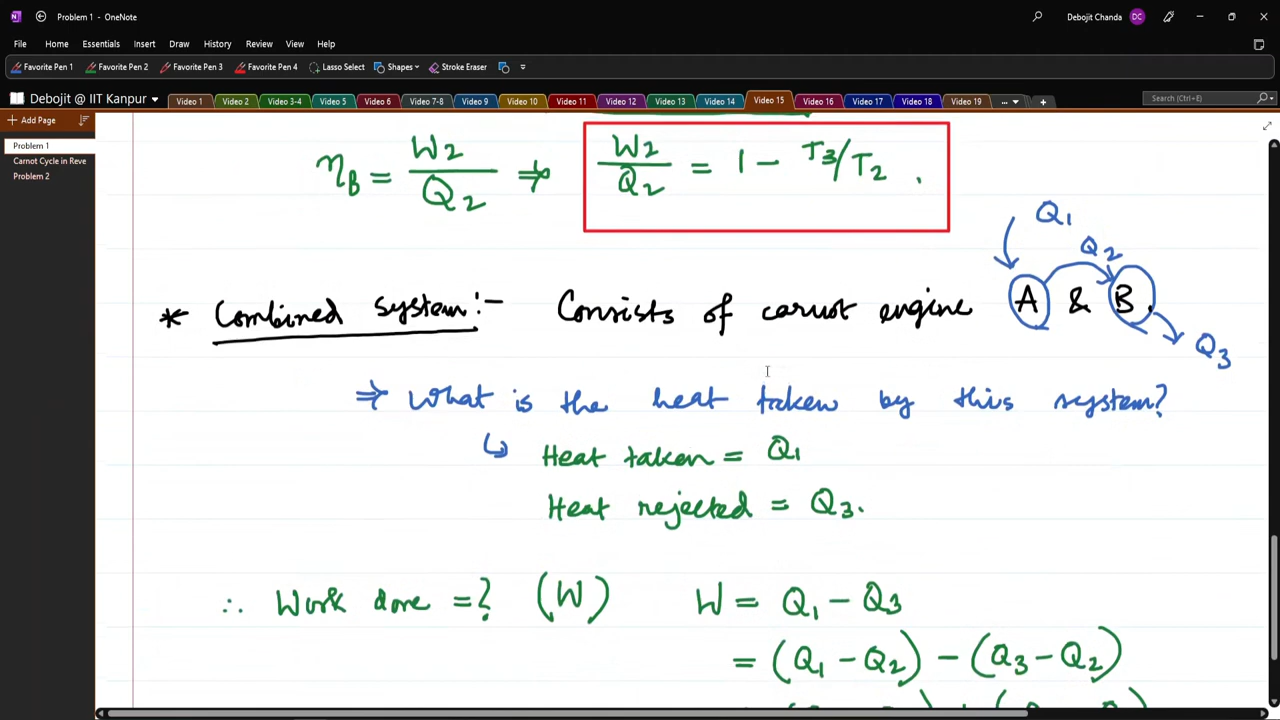 Problem 1 - OneNote
Debojit Chanda DC
File Home Essentials Insert Draw History Review View Help
Favorite Pen 1 Favorite Pen 2 Favorite Pen 3 Favorite Pen 4 Lasso Select Shapes Stroke Eraser
Debojit @ IIT Kanpur Video 1 Video 2 Video 3-4 Video 5 Video 6 Video 7-8 Video 9 Video 10 Video 11 Video 12 Video 13 Video 14 Video 15 Video 16 Video 17 Video 18 Video 19 ... + Search (Ctrl+E)
+ Add Page
Problem 1
Carnot Cycle in Reve
Problem 2
ηB = W2/Q2 ⇒ W2/Q2 = 1 - T3/T2 .
Q1
Q2
* Combined system:- Consists of carnot engine A & B.
Q3
⇒ What is the heat taken by this system?
↳ Heat taken = Q1
Heat rejected = Q3.
∴ Work done =? (W) W = Q1 - Q3
= (Q1 - Q2) - (Q3 - Q2)